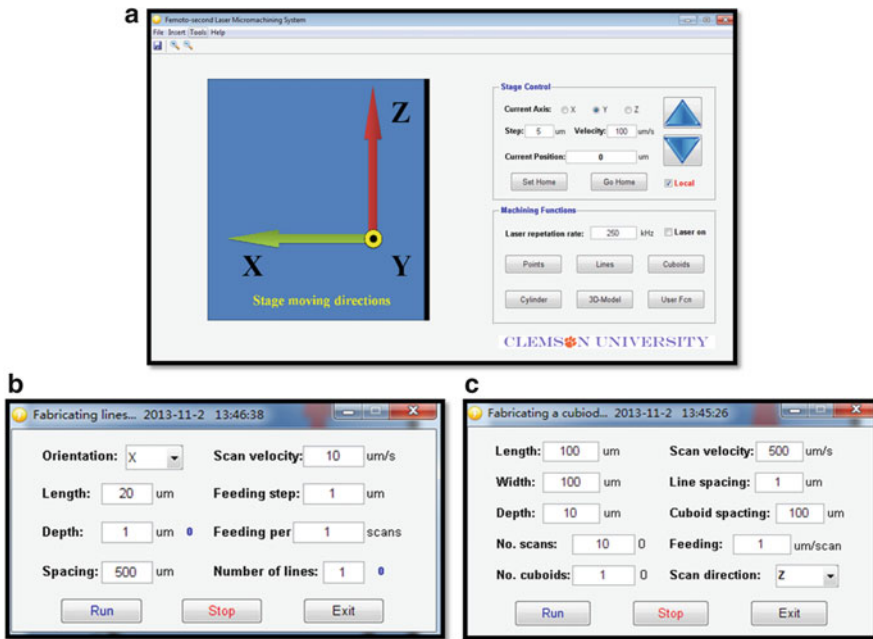 a
Femoto-second Laser Micromachining System
File Insert Tools Help
Z
X
Y
Stage moving directions
Stage Control
Current Axis: X Y Z
Step: 5 um Velocity: 100 um/s
Current Position: 0 um
Set Home Go Home Local
Machining Functions
Laser repetation rate: 250 kHz Laser on
Points Lines Cuboids
Cylinder 3D-Model User Fcn
CLEMSON UNIVERSITY
b
Fabricating lines... 2013-11-2 13:46:38
Orientation: X Scan velocity: 10 um/s
Length: 20 um Feeding step: 1 um
Depth: 1 um 0 Feeding per 1 scans
Spacing: 500 um Number of lines: 1 0
Run Stop Exit
c
Fabricating a cubiod... 2013-11-2 13:45:26
Length: 100 um Scan velocity: 500 um/s
Width: 100 um Line spacing: 1 um
Depth: 10 um Cuboid spacting: 100 um
No. scans: 10 0 Feeding: 1 um/scan
No. cuboids: 1 0 Scan direction: Z
Run Stop Exit